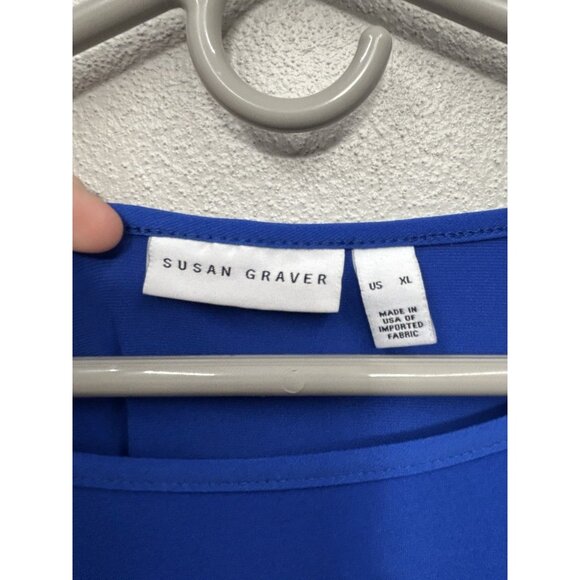 SUSAN GRAVER
US XL
MADE IN
USA OF
IMPORTED
FABRIC